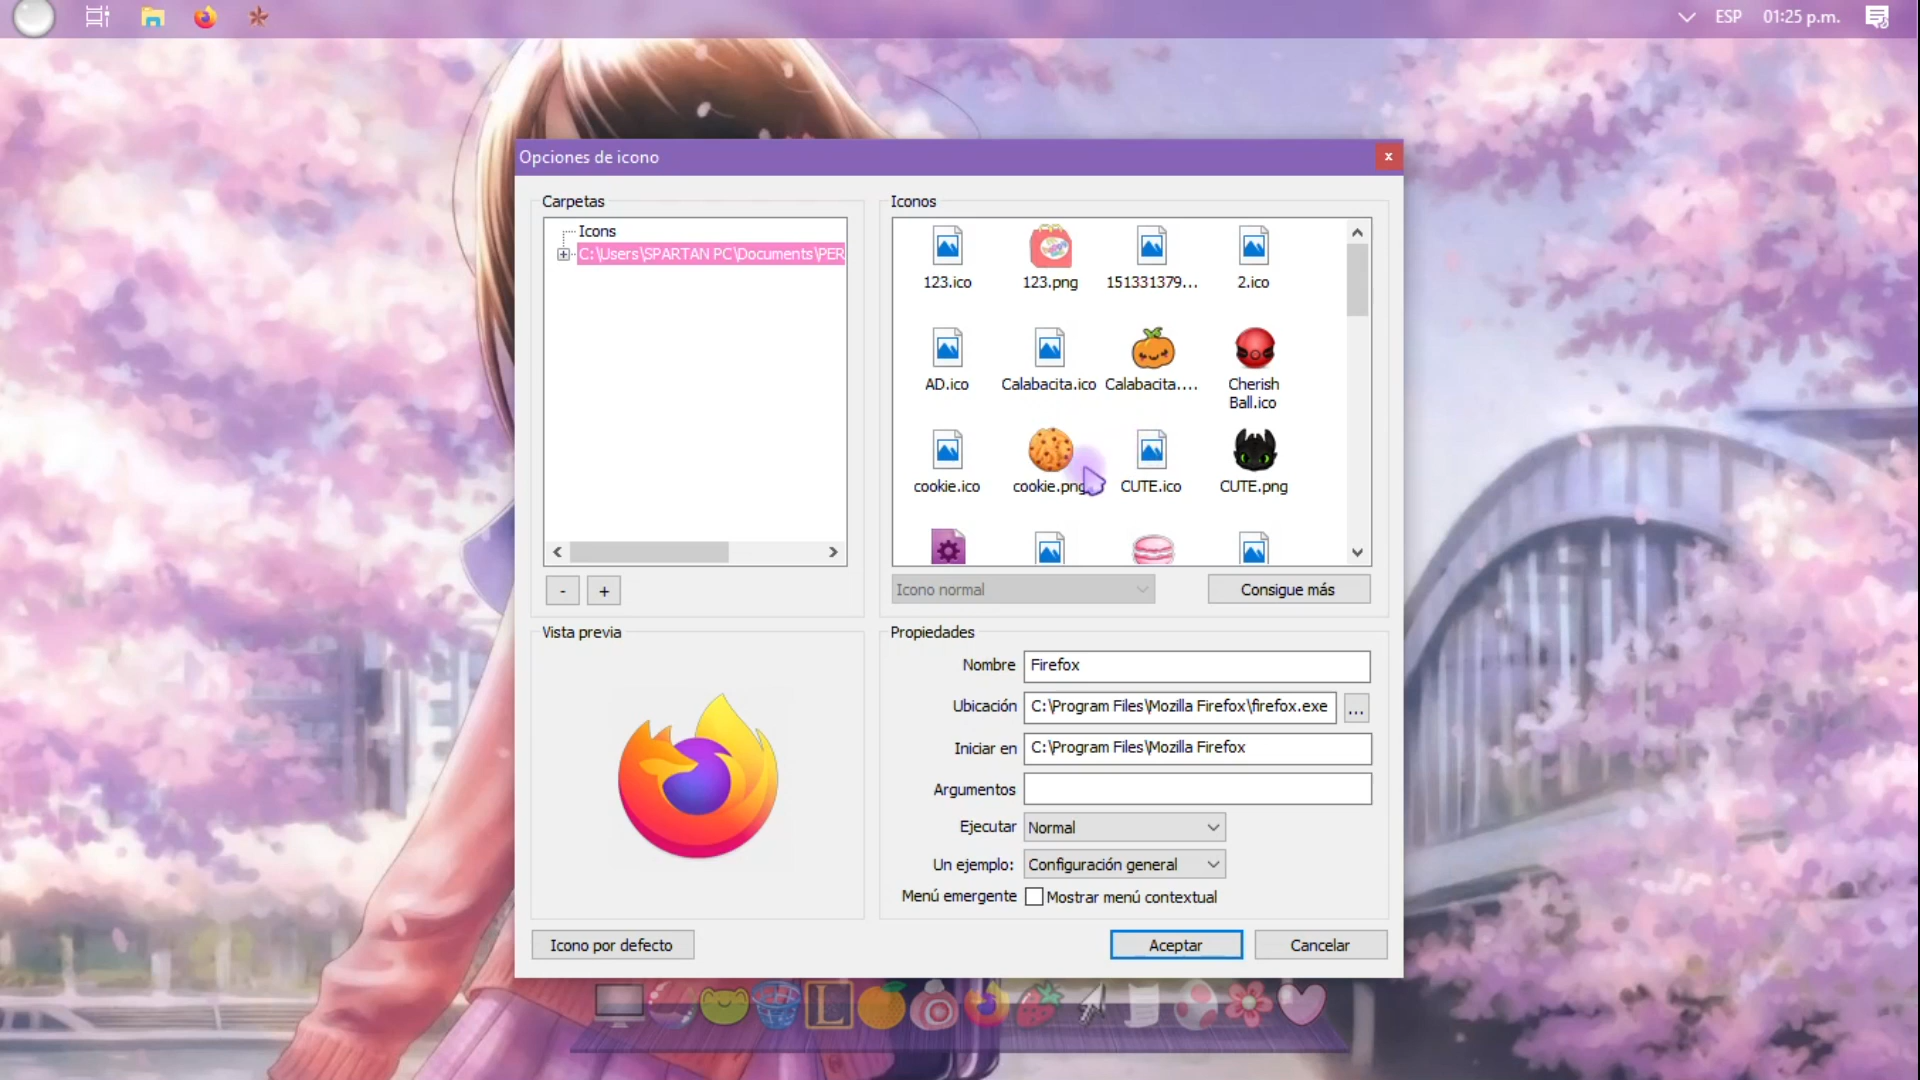 ESP 01:25 p.m.
Opciones de icono
x
Carpetas
Icons
C:\Users\SPARTAN PC\Documents\PER
- +
Iconos
123.ico 123.png 151331379... 2.ico
AD.ico Calabacita.ico Calabacita.... Cherish
Ball.ico
cookie.ico cookie.png CUTE.ico CUTE.png
Icono normal Consigue más
Vista previa
Propiedades
Nombre Firefox
Ubicación C:\Program Files\Mozilla Firefox\firefox.exe ...
Iniciar en C:\Program Files\Mozilla Firefox
Argumentos
Ejecutar Normal
Un ejemplo: Configuración general
Menú emergente Mostrar menú contextual
Icono por defecto Aceptar Cancelar
L